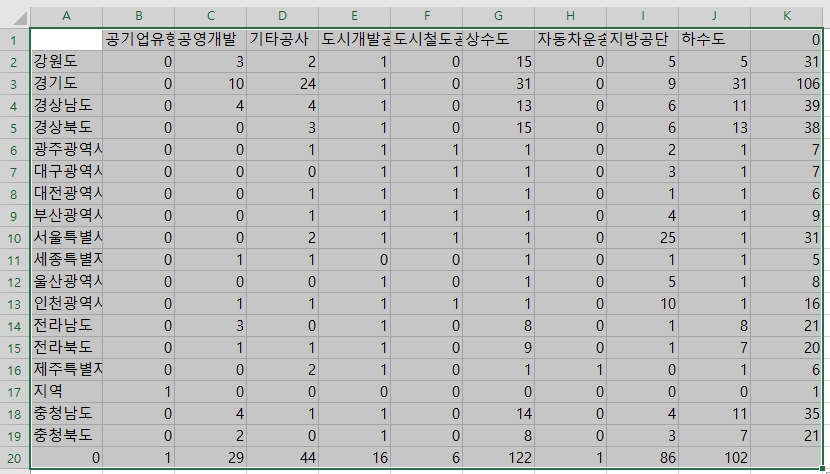 A B C D E F G H I J K
1 공기업유형 공영개발 기타공사 도시개발공 도시철도공 상수도 자동차운송 지방공단 하수도 0
2 강원도 0 3 2 1 0 15 0 5 5 31
3 경기도 0 10 24 1 0 31 0 9 31 106
4 경상남도 0 4 4 1 0 13 0 6 11 39
5 경상북도 0 0 3 1 0 15 0 6 13 38
6 광주광역시 0 0 1 1 1 1 0 2 1 7
7 대구광역시 0 0 0 1 1 1 0 3 1 7
8 대전광역시 0 0 1 1 1 1 0 1 1 6
9 부산광역시 0 0 1 1 1 1 0 4 1 9
10 서울특별시 0 0 2 1 1 1 0 25 1 31
11 세종특별자 0 1 1 0 0 1 0 1 1 5
12 울산광역시 0 0 0 1 0 1 0 5 1 8
13 인천광역시 0 1 1 1 1 1 0 10 1 16
14 전라남도 0 3 0 1 0 8 0 1 8 21
15 전라북도 0 1 1 1 0 9 0 1 7 20
16 제주특별자 0 0 2 1 0 1 1 0 1 6
17 지역 1 0 0 0 0 0 0 0 0 1
18 충청남도 0 4 1 1 0 14 0 4 11 35
19 충청북도 0 2 0 1 0 8 0 3 7 21
20 0 1 29 44 16 6 122 1 86 102